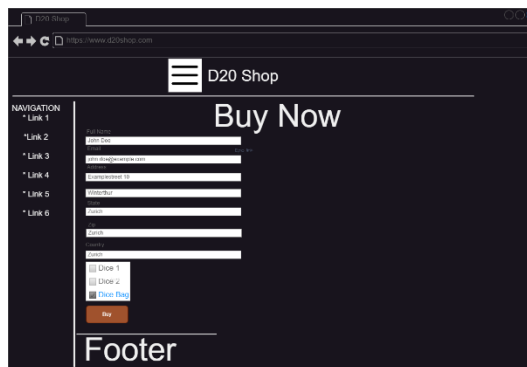 D20 Shop
https://www.d20shop.com
D20 Shop
NAVIGATION
* Link 1
*Link 2
* Link 3
* Link 4
* Link 5
* Link 6
Buy Now
Full Name
John Doe
Email
john.doe@example.com
Address
Examplestreet 10
Winterthur
State
Zurich
Zip
Zurich
Country
Zurich
Dice 1
Dice 2
Dice Bag
Buy
Footer